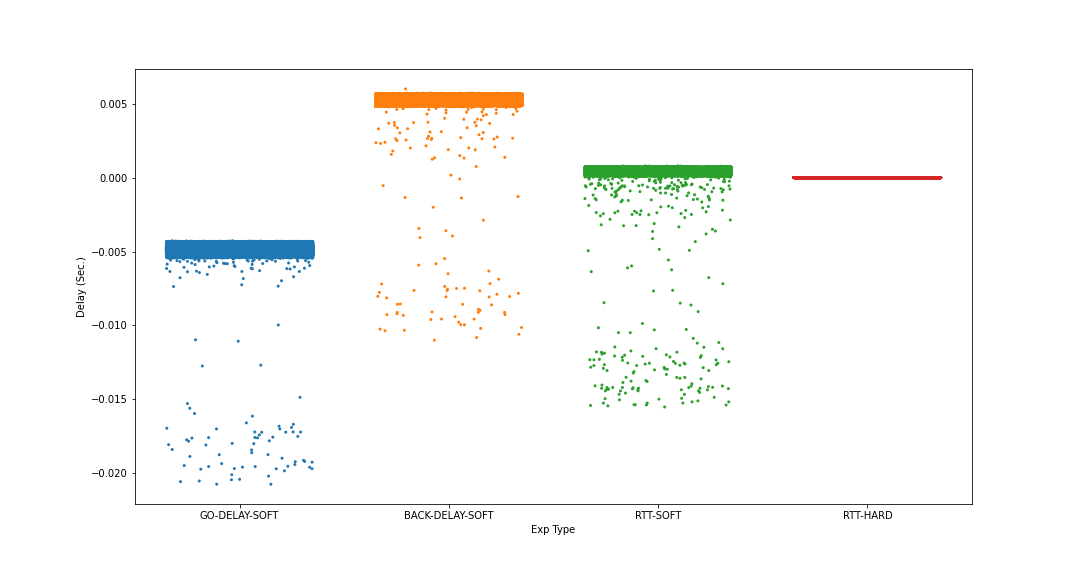 Delay (Sec.)
0.005
0.000
−0.005
−0.010
−0.015
−0.020
GO-DELAY-SOFT
BACK-DELAY-SOFT
RTT-SOFT
RTT-HARD
Exp Type